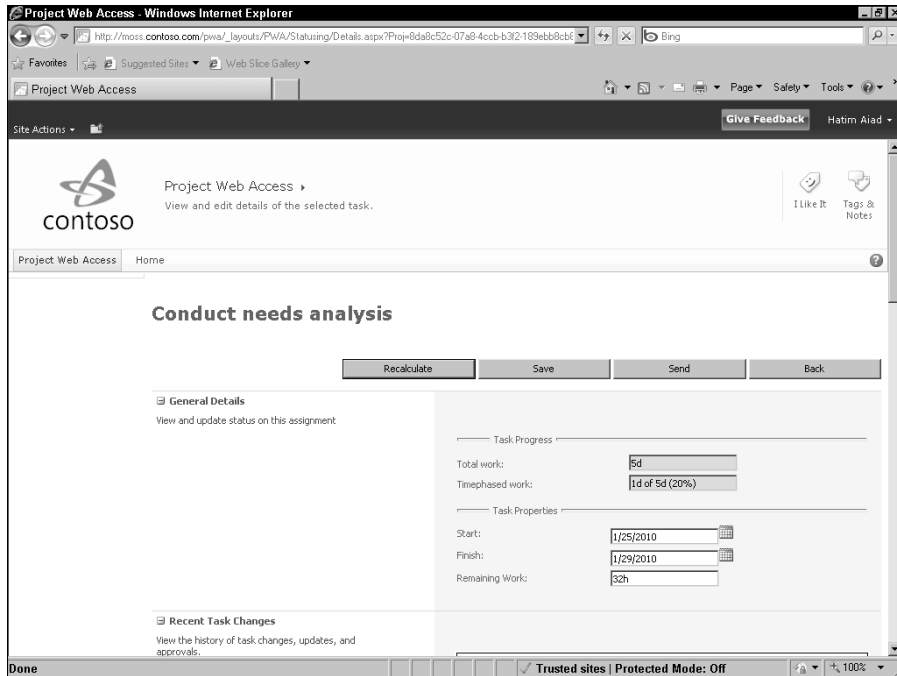 Project Web Access - Windows Internet Explorer
http://moss.contoso.com/pwa/_layouts/PWA/Statusing/Details.aspx?Proj=8da8c52c-07a8-4ccb-b3f2-189ebb8cb8
Bing
Favorites Suggested Sites Web Slice Gallery
Project Web Access
Page Safety Tools
Site Actions
Give Feedback Hatim Aiad
contoso
Project Web Access
View and edit details of the selected task.
I Like It
Tags &
Notes
Project Web Access Home
Conduct needs analysis
Recalculate Save Send Back
General Details
View and update status on this assignment
Task Progress
Total work: 5d
Timephased work: 1d of 5d (20%)
Task Properties
Start: 1/25/2010
Finish: 1/29/2010
Remaining Work: 32h
Recent Task Changes
View the history of task changes, updates, and
approvals.
Done Trusted sites | Protected Mode: Off 100%